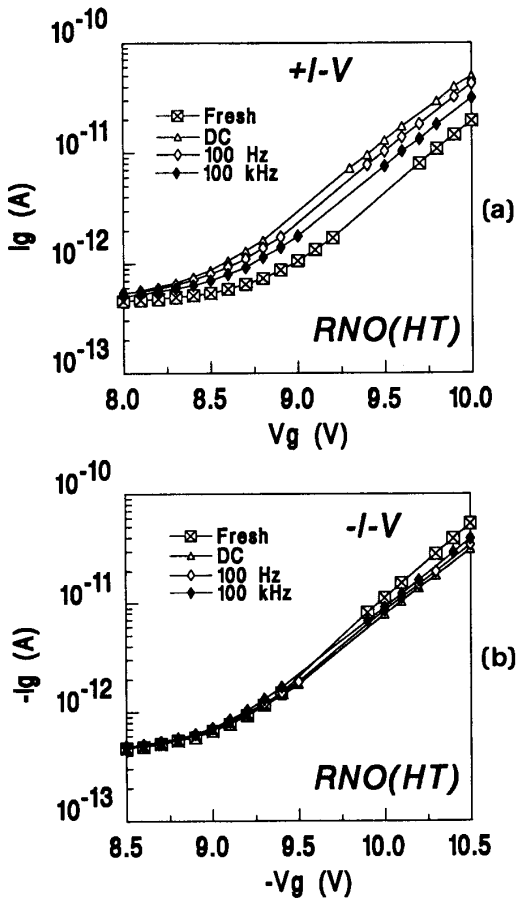 10^-10
+I-V
Fresh
DC
100 Hz
100 kHz
10^-11
Ig (A)
(a)
10^-12
RNO(HT)
10^-13
8.0 8.5 9.0 9.5 10.0
Vg (V)
10^-10
-I-V
Fresh
DC
100 Hz
100 kHz
10^-11
-Ig (A)
(b)
10^-12
RNO(HT)
10^-13
8.5 9.0 9.5 10.0 10.5
-Vg (V)